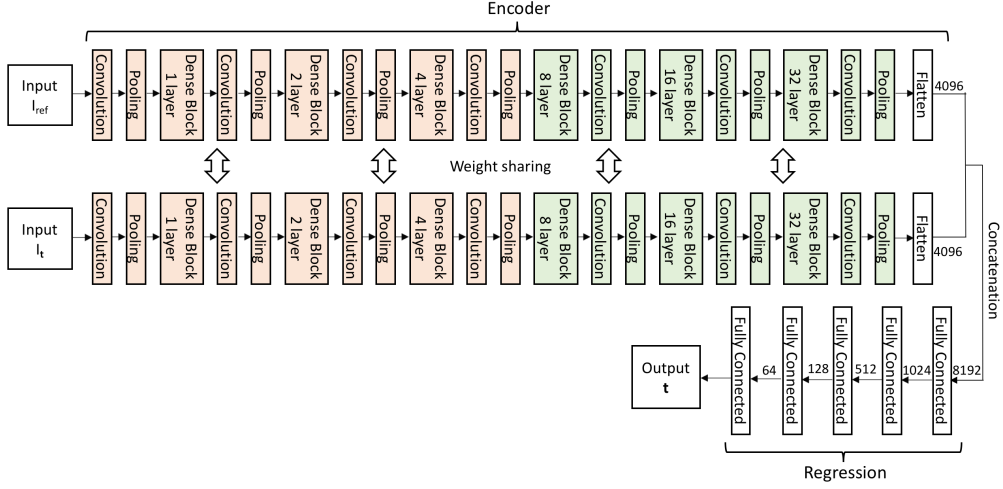 Encoder
Input
I_ref
Convolution
Pooling
Dense Block
1 layer
Convolution
Pooling
Dense Block
2 layer
Convolution
Pooling
Dense Block
4 layer
Convolution
Pooling
Dense Block
8 layer
Convolution
Pooling
Dense Block
16 layer
Convolution
Pooling
Dense Block
32 layer
Convolution
Pooling
Flatten
4096
Weight sharing
Input
I_t
Convolution
Pooling
Dense Block
1 layer
Convolution
Pooling
Dense Block
2 layer
Convolution
Pooling
Dense Block
4 layer
Convolution
Pooling
Dense Block
8 layer
Convolution
Pooling
Dense Block
16 layer
Convolution
Pooling
Dense Block
32 layer
Convolution
Pooling
Flatten
4096
Concatenation
8192
Fully Connected
1024
Fully Connected
512
Fully Connected
128
Fully Connected
64
Fully Connected
Output
t
Regression